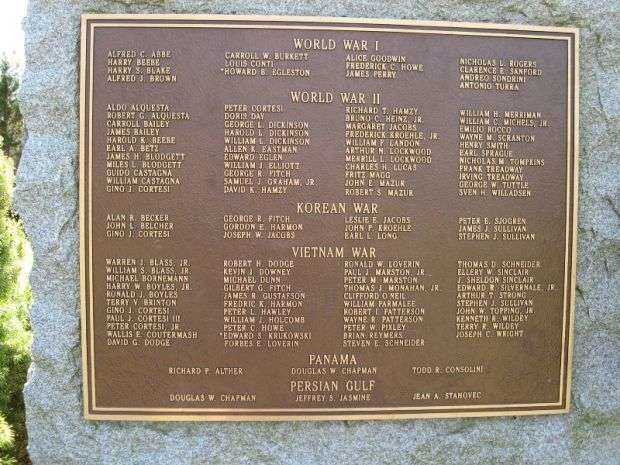 WORLD WAR I
ALFRED C. ABBE
HARRY BEEBE
HARRY S. BLAKE
ALFRED J. BROWN
CARROLL W. BURKETT
LOUIS CONTI
*HOWARD B. EGLESTON
ALICE GOODWIN
FREDERICK C. HOWE
JAMES PERRY
NICHOLAS L. ROGERS
CLARENCE E. SANFORD
ANDREO SONDRINI
ANTONIO TURRA
WORLD WAR II
ALDO ALQUESTA
ROBERT G. ALQUESTA
CARROLL BAILEY
JAMES BAILEY
HAROLD K. BEEBE
EARL A. BETZ
JAMES H. BLODGETT
MILES L. BLODGETT
GUIDO CASTAGNA
WILLIAM CASTAGNA
GINO J. CORTESI
PETER CORTESI
DORIS DAY
GEORGE L. DICKINSON
HAROLD L. DICKINSON
WILLIAM L. DICKINSON
ALLEN K. EASTMAN
EDWARD EGLEN
WILLIAM J. ELLIOTT
GEORGE R. FITCH
SAMUEL J. GRAHAM, JR
DAVID K. HAMZY
RICHARD T. HAMZY
BRUNO C. HEINZ, JR.
MARGARET JACOBS
FREDERICK KROEHLE, JR.
WILLIAM F. LANDON
ARTHUR H. LOCKWOOD
MERRILL L. LOCKWOOD
CHARLES H. LUCAS
FRITZ MAGG
JOHN E. MAZUR
ROBERT S. MAZUR
WILLIAM H. MERRIMAN
WILLIAM C. MICHELS, JR.
EMILIO ROCCO
WAYNE M. SCRANTON
HENRY SMITH
EARL SPRAGUE
NICHOLAS M. TOMPKINS
FRANK TREADWAY
IRVING TREADWAY
GEORGE W. TUTTLE
SVEN H. WILLADSEN
KOREAN WAR
ALAN R. BECKER
JOHN L. BELCHER
GINO J. CORTESI
GEORGE R. FITCH
GORDON E. HARMON
JOSEPH W. JACOBS
LESLIE E. JACOBS
JOHN P. KROEHLE
EARL L. LONG
PETER E. SJOGREN
JAMES J. SULLIVAN
STEPHEN J. SULLIVAN
VIETNAM WAR
WARREN J. BLASS, JR.
WILLIAM S. BLASS, JR.
MICHAEL BORNEMANN
HARRY W. BOYLES, JR.
RONALD J. BOYLES
TERRY V. BRINTON
GINO J. CORTESI
PAUL J. CORTESI III
PETER CORTESI, JR.
WALLIS E. COUTERMASH
DAVID G. DODGE
ROBERT H. DODGE
KEVIN J. DOWNEY
MICHAEL DUNN
GILBERT G. FITCH
JAMES R. GUSTAFSON
FREDRIC K. HARMON
PETER L. HAWLEY
WILLIAM J. HOLCOMB
PETER C. HOWE
*EDWARD S. KRUKOWSKI
FORBES E. LOVERIN
RONALD W. LOVERIN
PAUL J. MARSTON, JR.
PETER M. MARSTON
THOMAS J. MONAHAN, JR.
CLIFFORD O'NEIL
WILLIAM PARMALEE
ROBERT I. PATTERSON
WAYNE R. PATTERSON
PETER W. PIXLEY
BRIAN REYMERS
STEVEN E. SCHNEIDER
THOMAS D. SCHNEIDER
ELLERY W. SINCLAIR
J. SHELDON SINCLAIR
EDWARD R. SILVERNALE, JR.
ARTHUR T. STRONG
STEPHEN J. SULLIVAN
JOHN W. TOPPING, JR
KENNETH R. WILDEY
TERRY R. WILDEY
JOSEPH C. WRIGHT
PANAMA
RICHARD P. ALTHER DOUGLAS W. CHAPMAN TODD R. CONSOLINI
PERSIAN GULF
DOUGLAS W. CHAPMAN JEFFREY S. JASMINE JEAN A. STAHOVEC